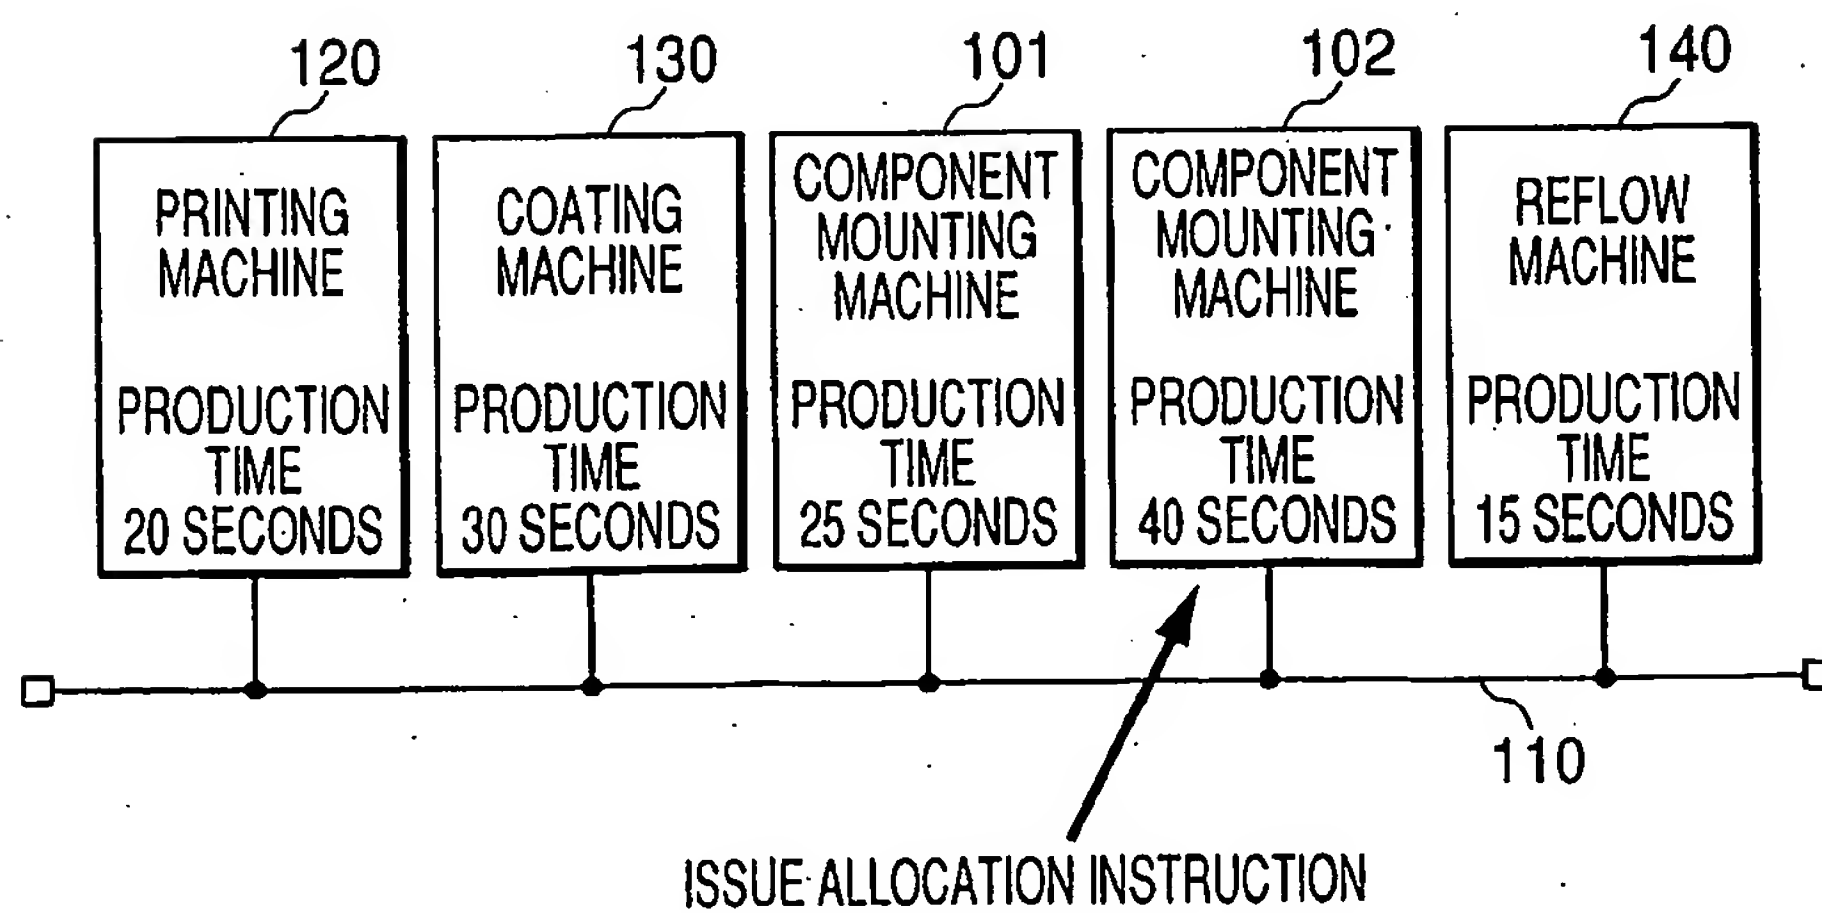 120
130
101
102
140
PRINTING
MACHINE
PRODUCTION
TIME
20 SECONDS
COATING
MACHINE
PRODUCTION
TIME
30 SECONDS
COMPONENT
MOUNTING
MACHINE
PRODUCTION
TIME
25 SECONDS
COMPONENT
MOUNTING
MACHINE
PRODUCTION
TIME
40 SECONDS
REFLOW
MACHINE
PRODUCTION
TIME
15 SECONDS
110
ISSUE ALLOCATION INSTRUCTION